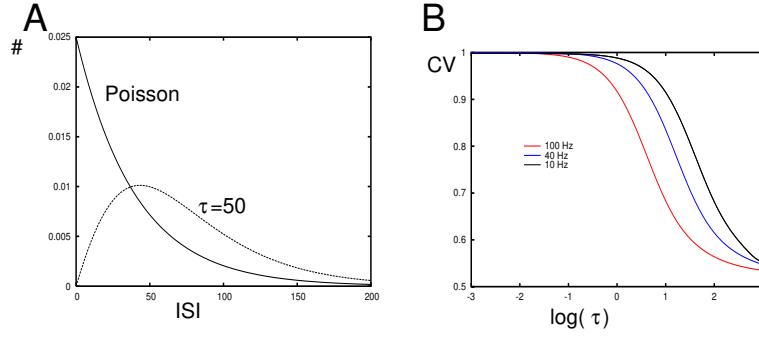 A
#
0.025
0.02
0.015
0.01
0.005
0
Poisson
τ=50
0 50 100 150 200
ISI
B
CV
1
0.9
0.8
0.7
0.6
0.5
100 Hz
40 Hz
10 Hz
-3 -2 -1 0 1 2 3
log( τ)